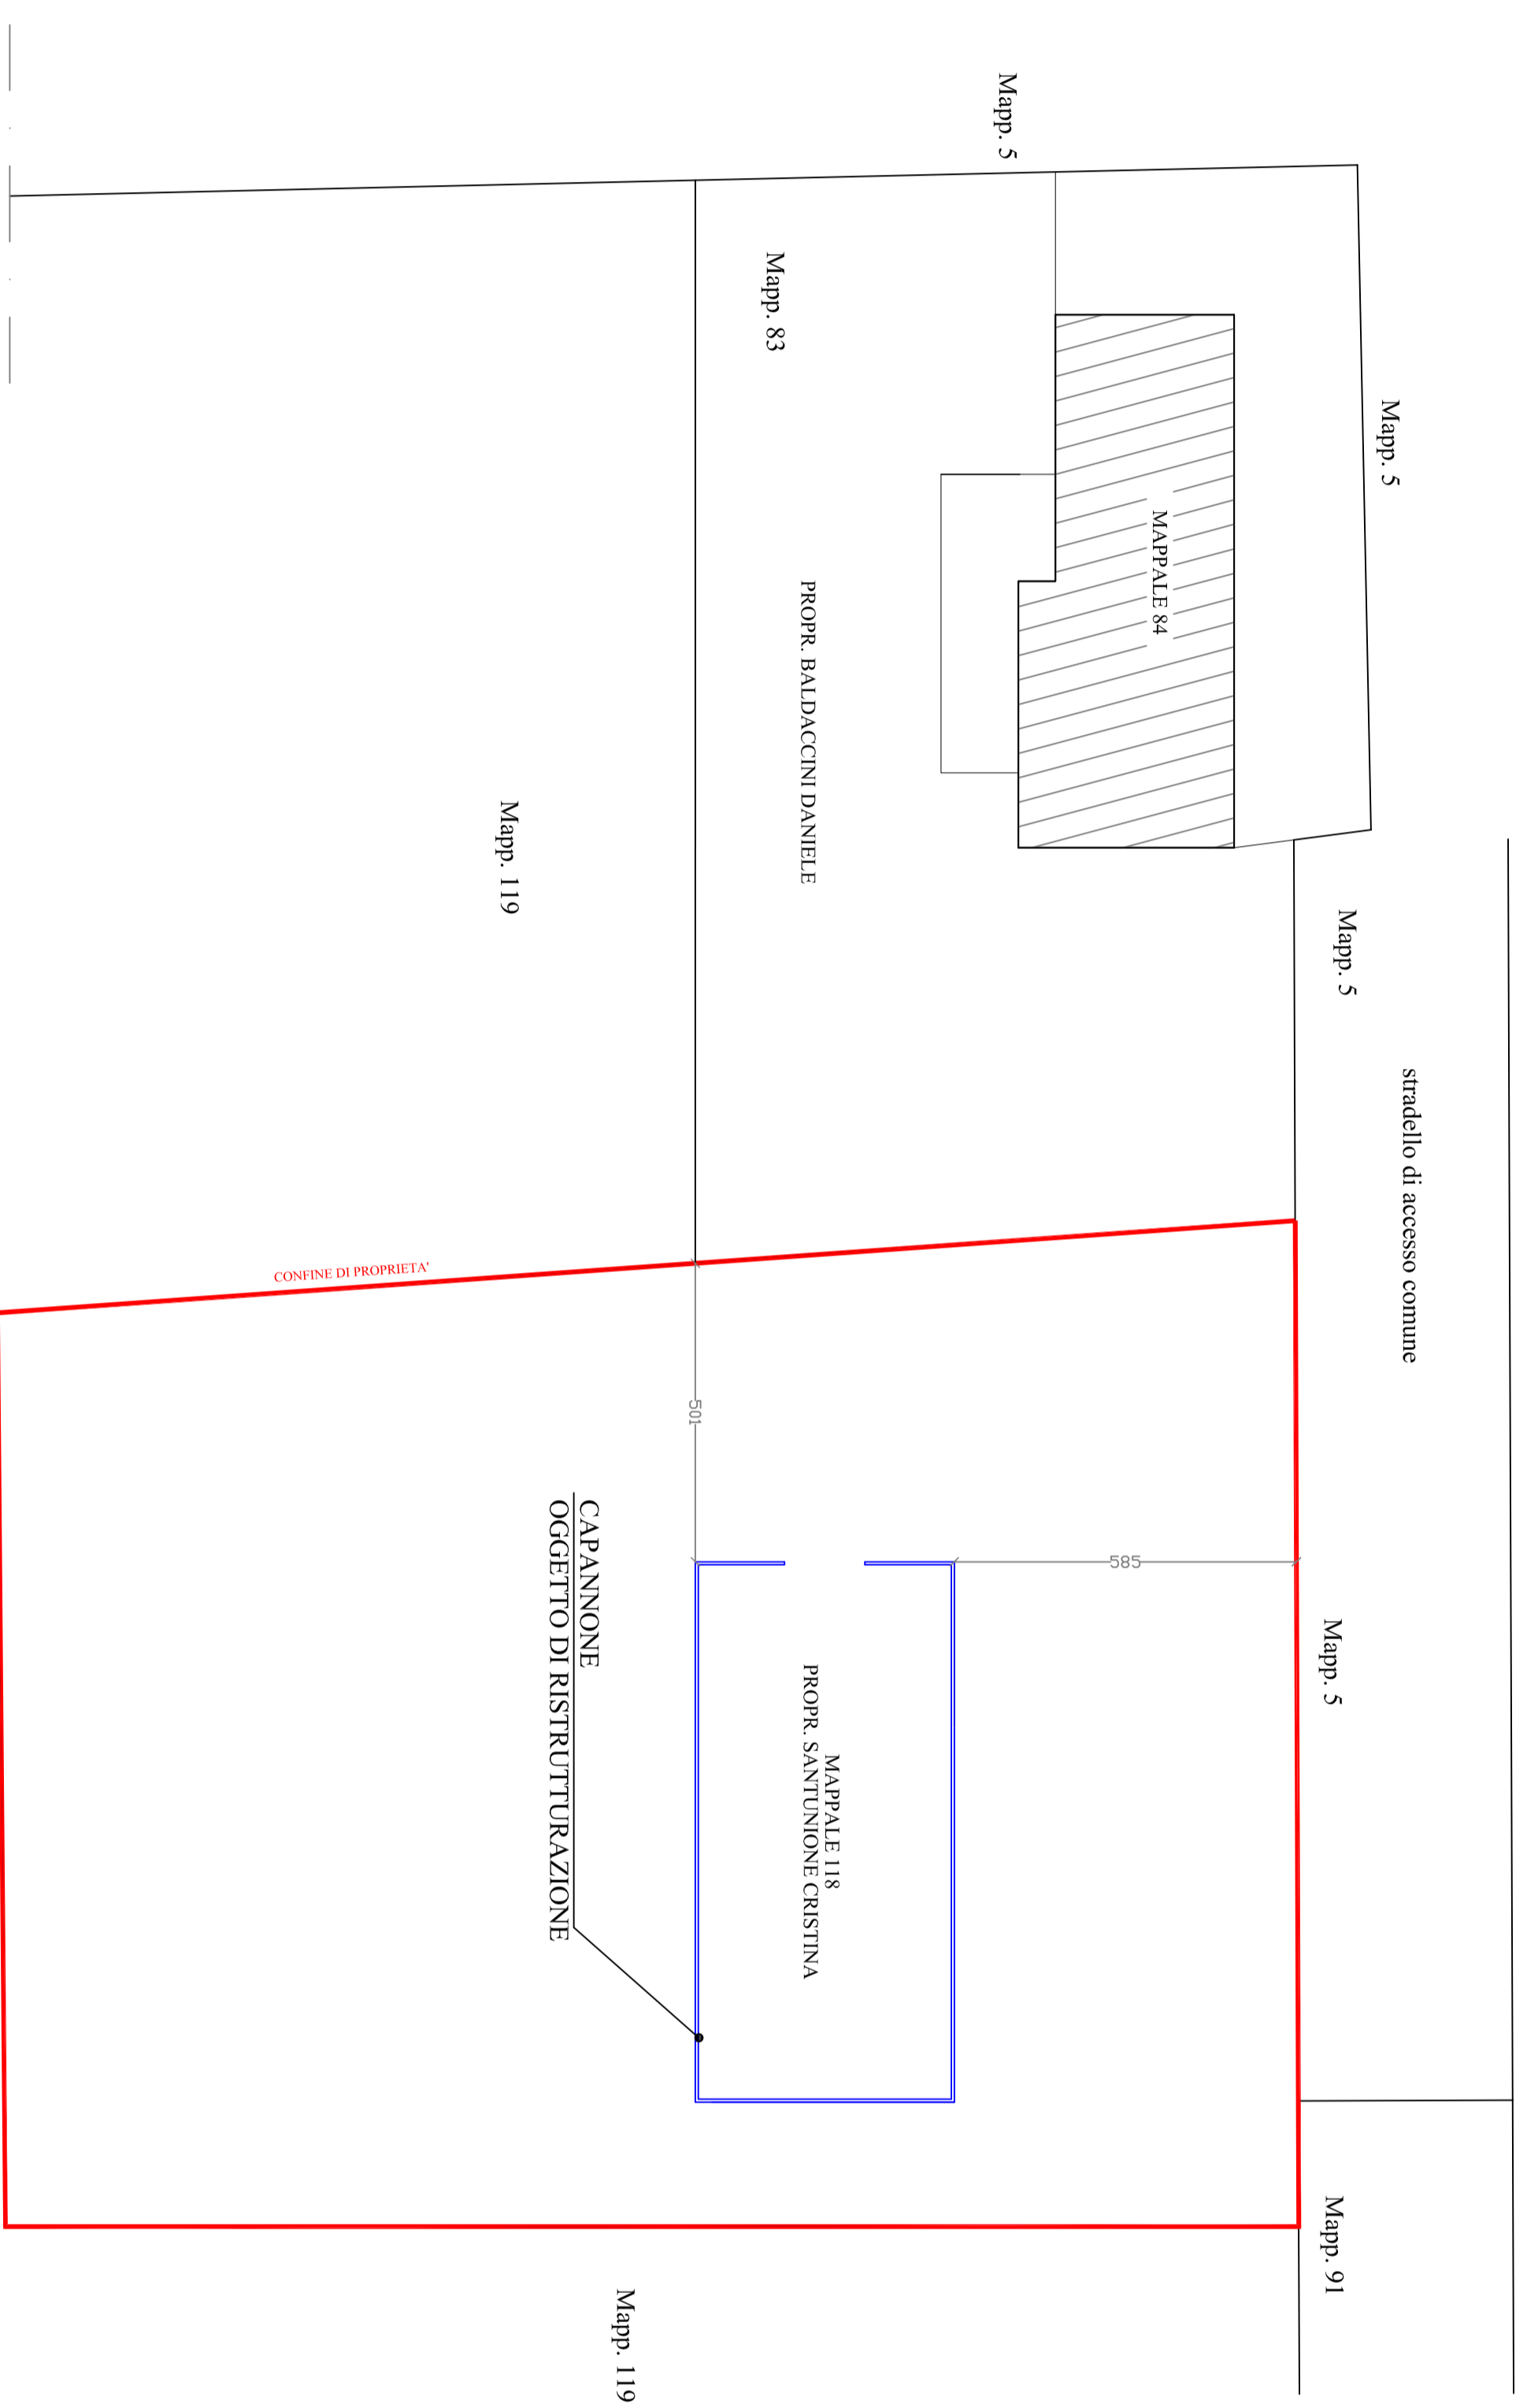 Mapp. 5
Mapp. 5
Mapp. 83
MAPPALE 84
PROPR. BALDACCINI DANIELE
Mapp. 119
Mapp. 5
stradello di accesso comune
CONFINE DI PROPRIETA'
501
585
CAPANNONE
OGGETTO DI RISTRUTTURAZIONE
Mapp. 5
MAPPALE 118
PROPR. SANTUNIONE CRISTINA
Mapp. 91
Mapp. 119